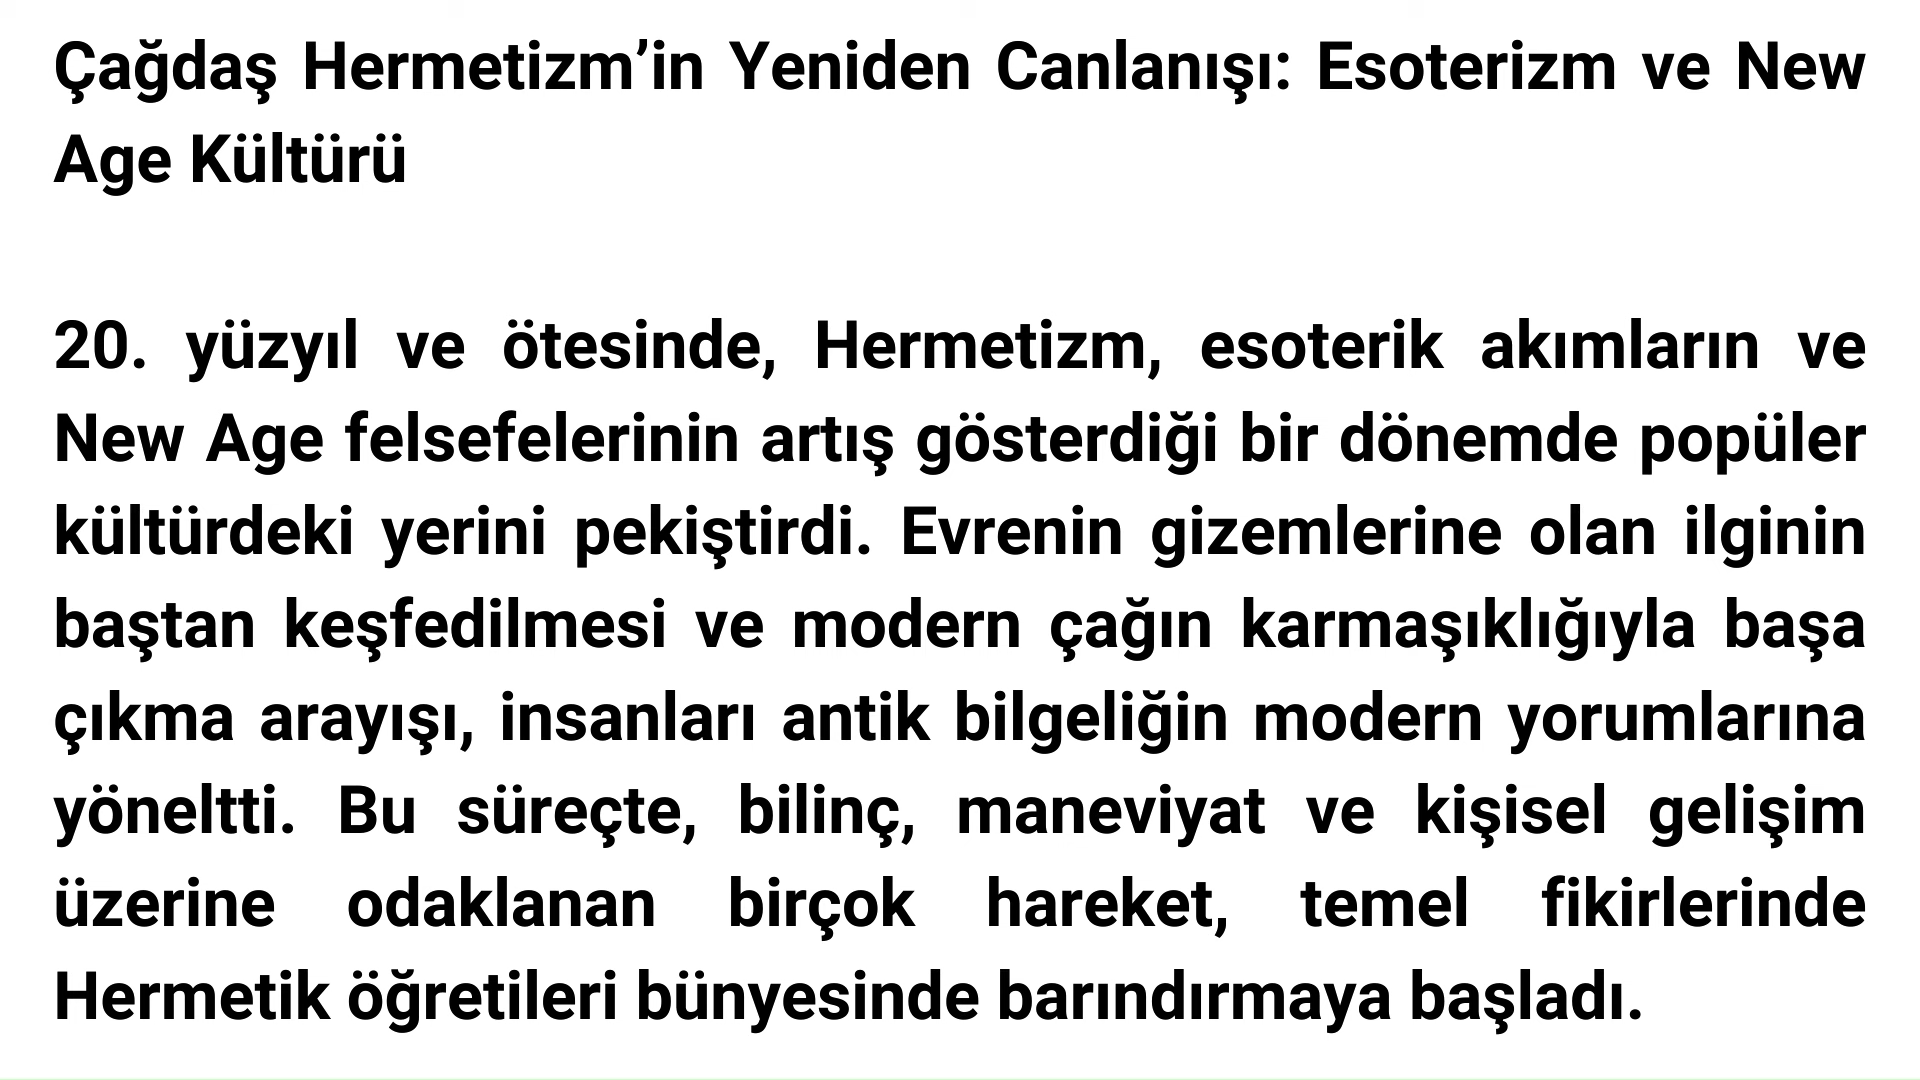 Çağdaş Hermetizm’in Yeniden Canlanışı: Esoterizm ve New
Age Kültürü
20. yüzyıl ve ötesinde, Hermetizm, esoterik akımların ve
New Age felsefelerinin artış gösterdiği bir dönemde popüler
kültürdeki yerini pekiştirdi. Evrenin gizemlerine olan ilginin
baştan keşfedilmesi ve modern çağın karmaşıklığıyla başa
çıkma arayışı, insanları antik bilgeliğin modern yorumlarına
yöneltti. Bu süreçte, bilinç, maneviyat ve kişisel gelişim
üzerine odaklanan birçok hareket, temel fikirlerinde
Hermetik öğretileri bünyesinde barındırmaya başladı.